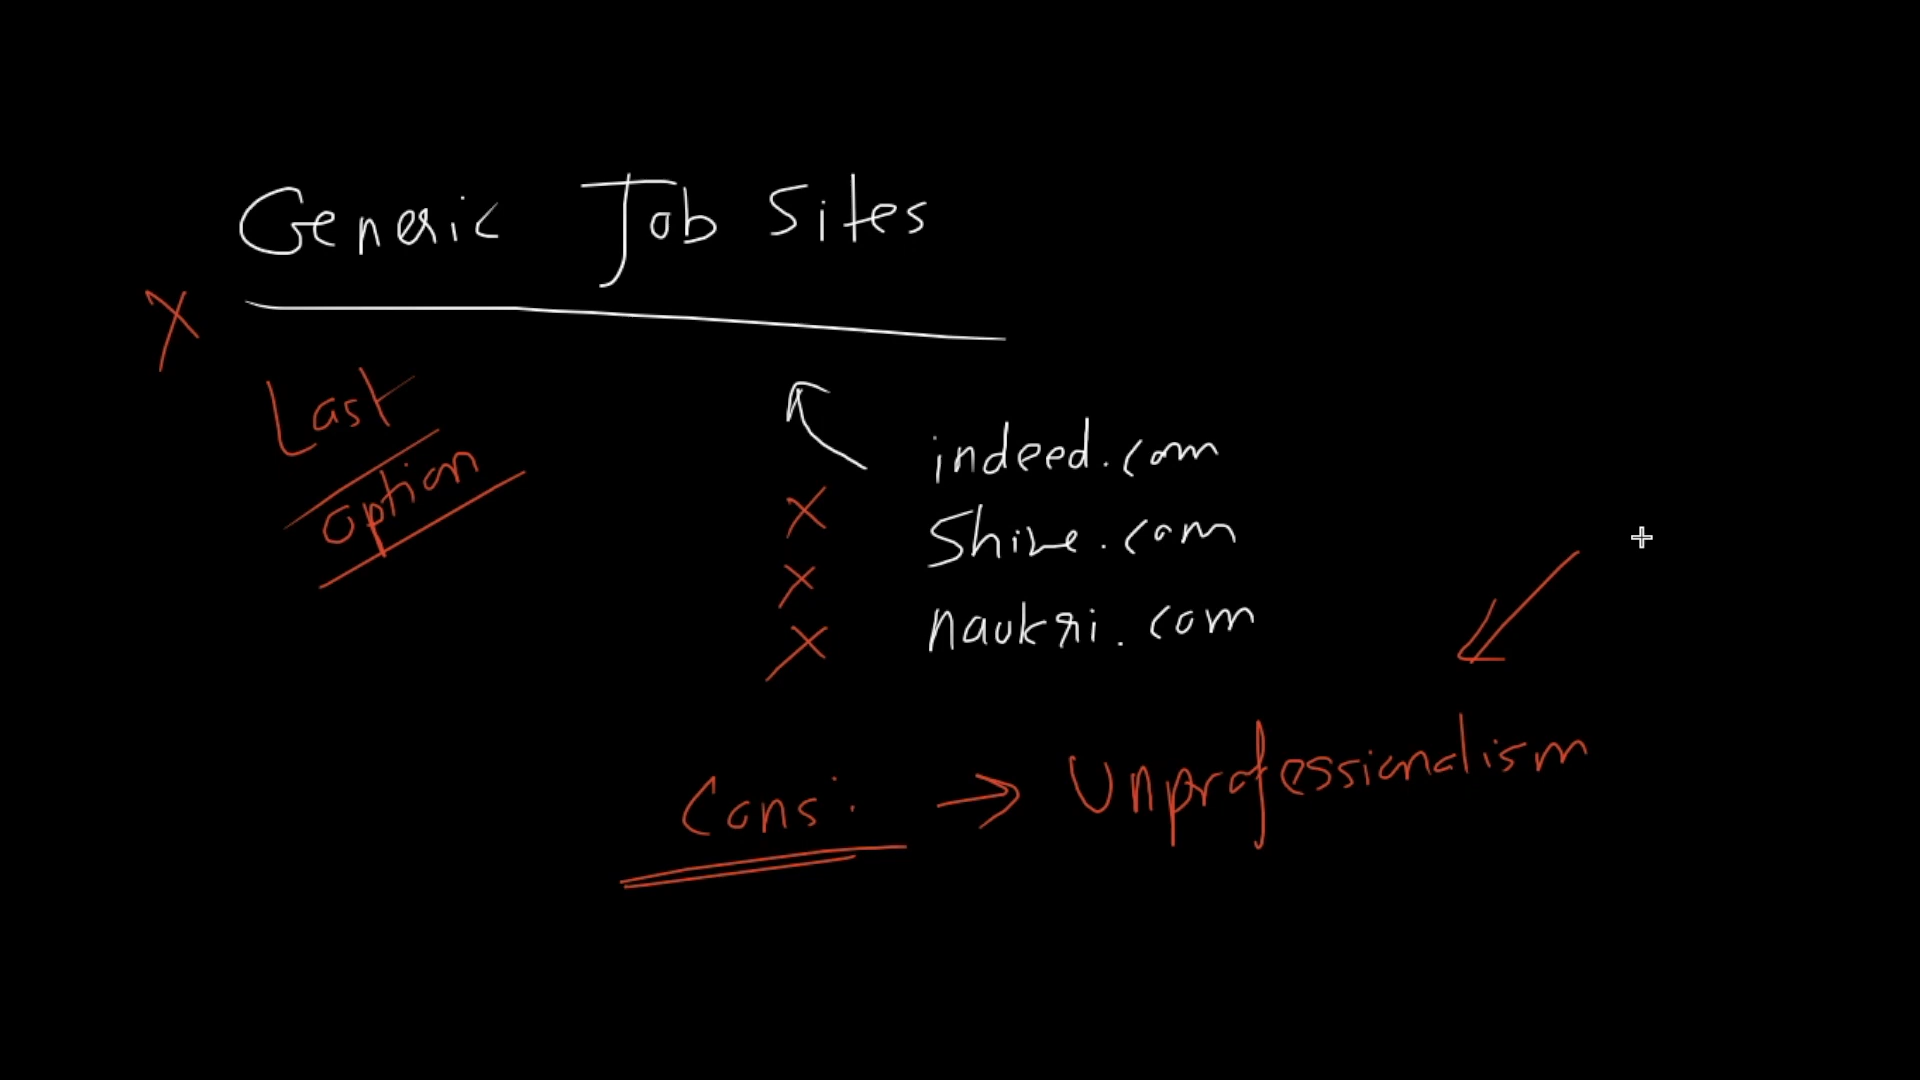 Generic Job Sites
Last
option
indeed.com
Shine.com
naukri.com
Cons: → Unprofessionalism